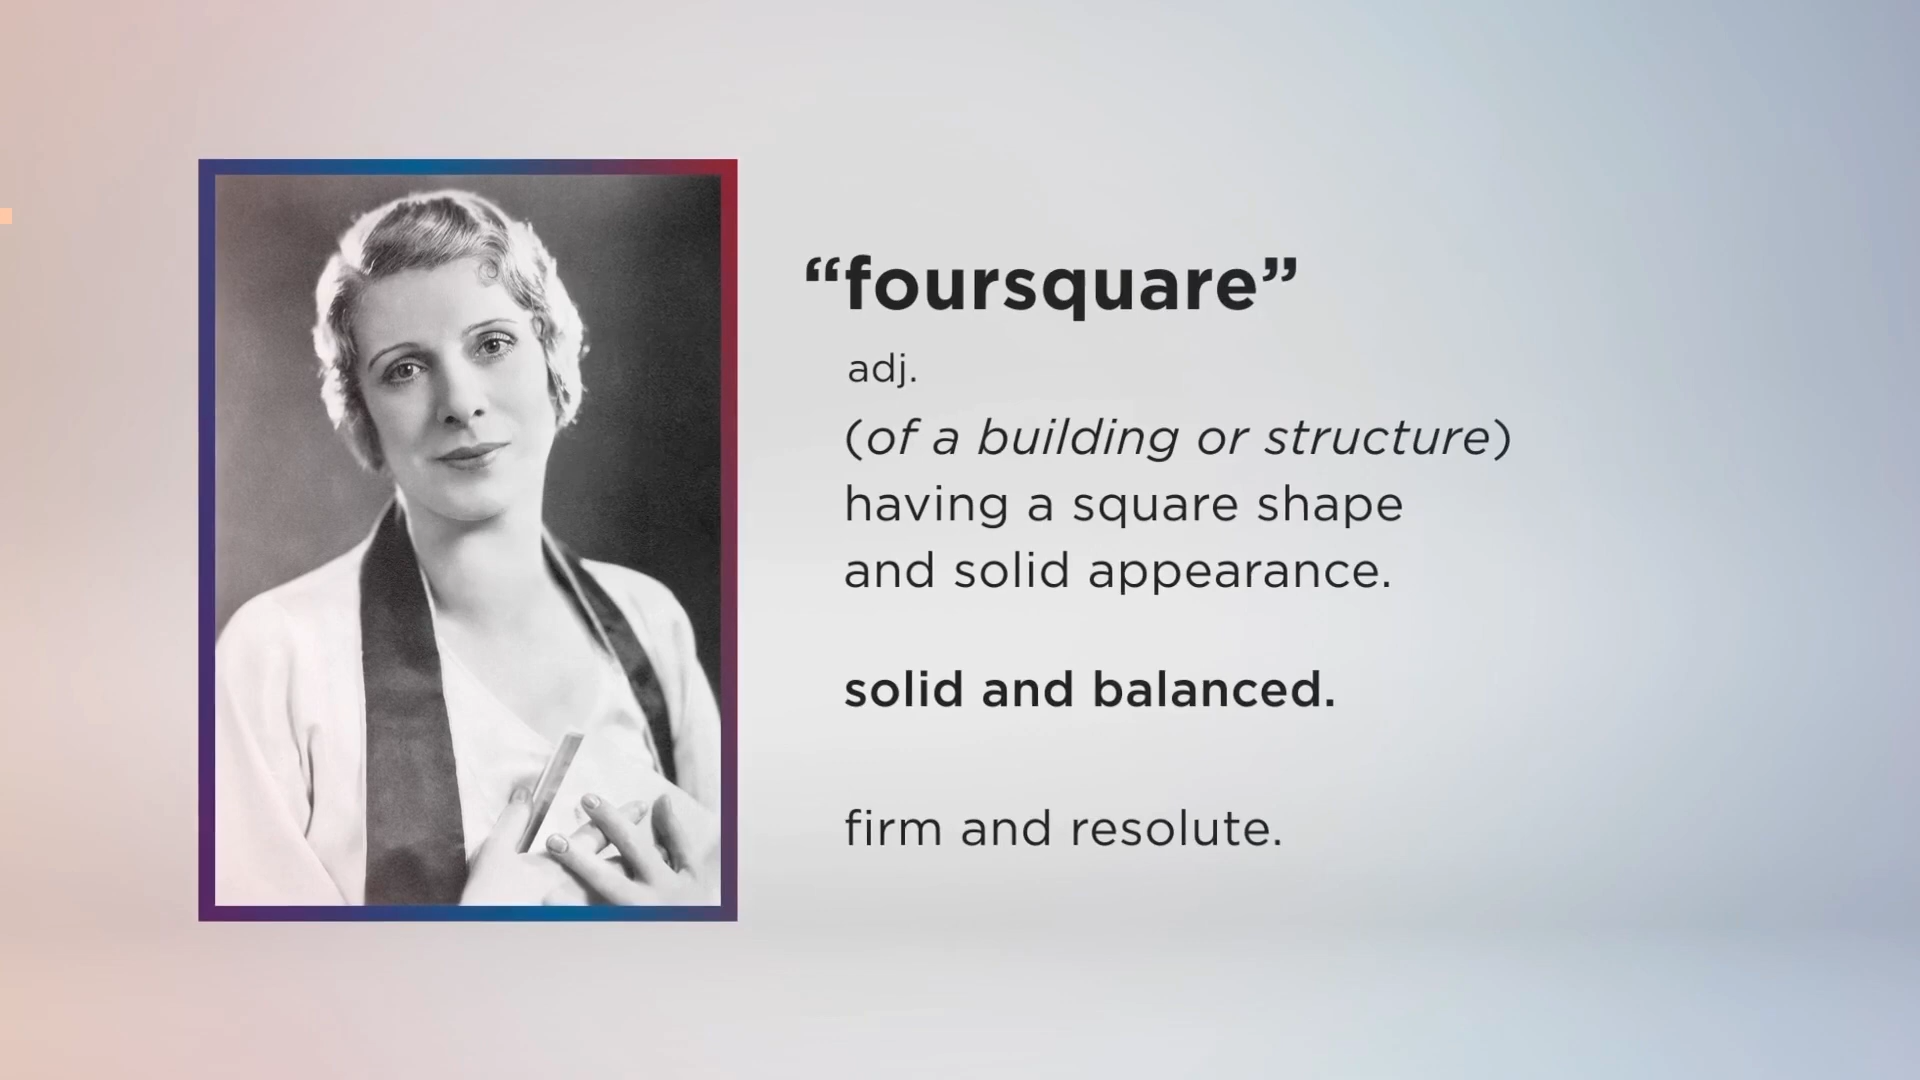 “foursquare”
adj.
(of a building or structure)
having a square shape
and solid appearance.
solid and balanced.
firm and resolute.